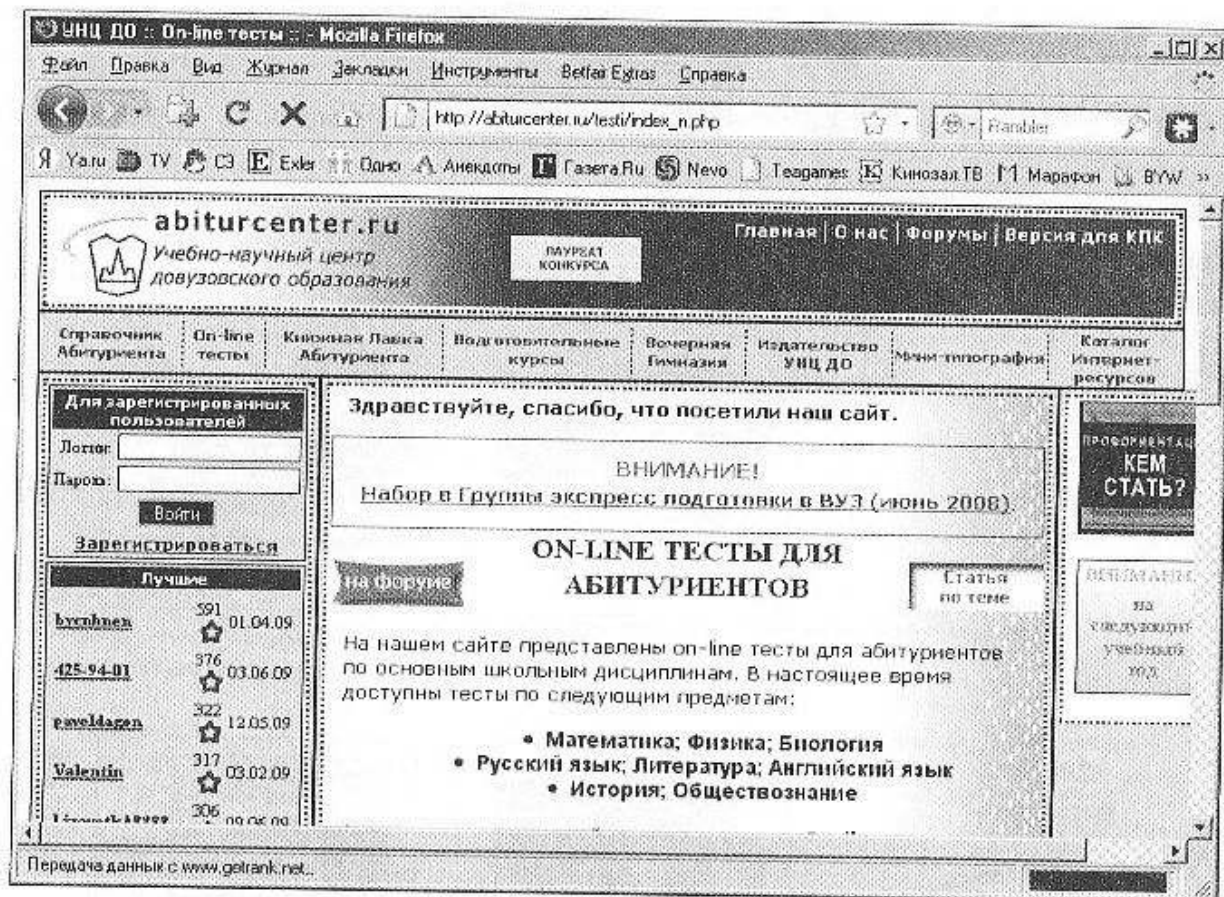 УНЦ ДО :: On-line тесты :: - Mozilla Firefox
Файл Правка Вид Журнал Закладки Инструменты Betfair Extras Справка
http://abiturcenter.ru/testi/index_n.php
Rambler
Ya.ru TV СЭ Exler Одно Анекдоты Газета.Ru Nevo Teagames Кинозал.ТВ Марафон BYW »
abiturcenter.ru
Учебно-научный центр
довузовского образования
ЛАУРЕАТ
КОНКУРСА
Главная | О нас | Форумы | Версия для КПК
Справочник Абитуриента
On-line тесты
Книжная Лавка Абитуриента
Подготовительные курсы
Вечерняя Гимназия
Издательство УНЦ ДО
Мини-типография
Каталог Интернет-ресурсов
Для зарегистрированных
пользователей
Логин:
Пароль:
Войти
Зарегистрироваться
Лучшие
591
01.04.09
425-94-01 376
03.06.09
paveldagen 322
12.05.09
Valentin 317
03.02.09
306
Здравствуйте, спасибо, что посетили наш сайт.
ВНИМАНИЕ!
Набор в Группы экспресс подготовки в ВУЗ (июнь 2008).
на форуме
ON-LINE ТЕСТЫ ДЛЯ
АБИТУРИЕНТОВ
Статья
по теме
На нашем сайте представлены on-line тесты для абитуриентов
по основным школьным дисциплинам. В настоящее время
доступны тесты по следующим предметам:
• Математика; Физика; Биология
• Русский язык; Литература; Английский язык
• История; Обществознание
ПРОФОРИЕНТАЦ
КЕМ
СТАТЬ?
ВНИМАНИЕ
на
следующий
учебный
год
Передача данных с www.getrank.net...